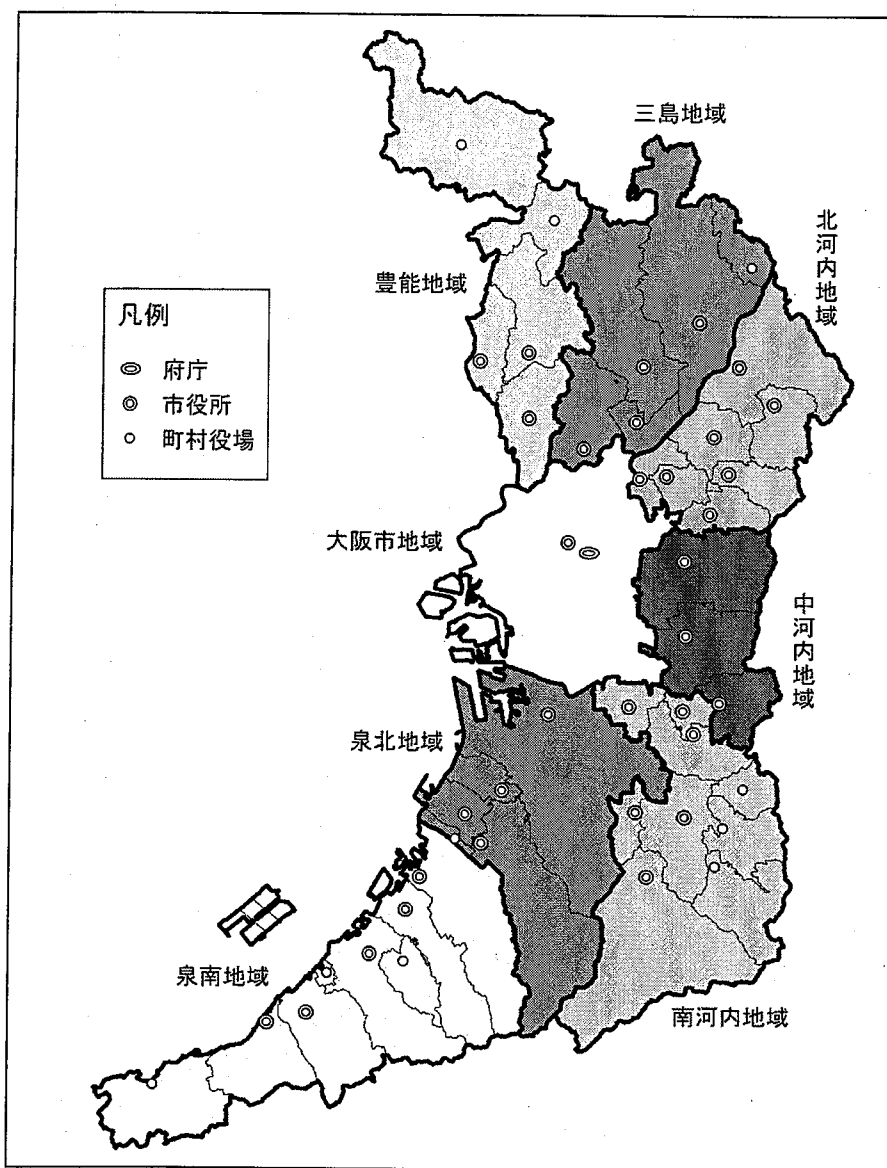 三島地域
北河内地域
豊能地域
凡例
府庁
市役所
町村役場
大阪市地域
中河内地域
泉北地域
泉南地域
南河内地域